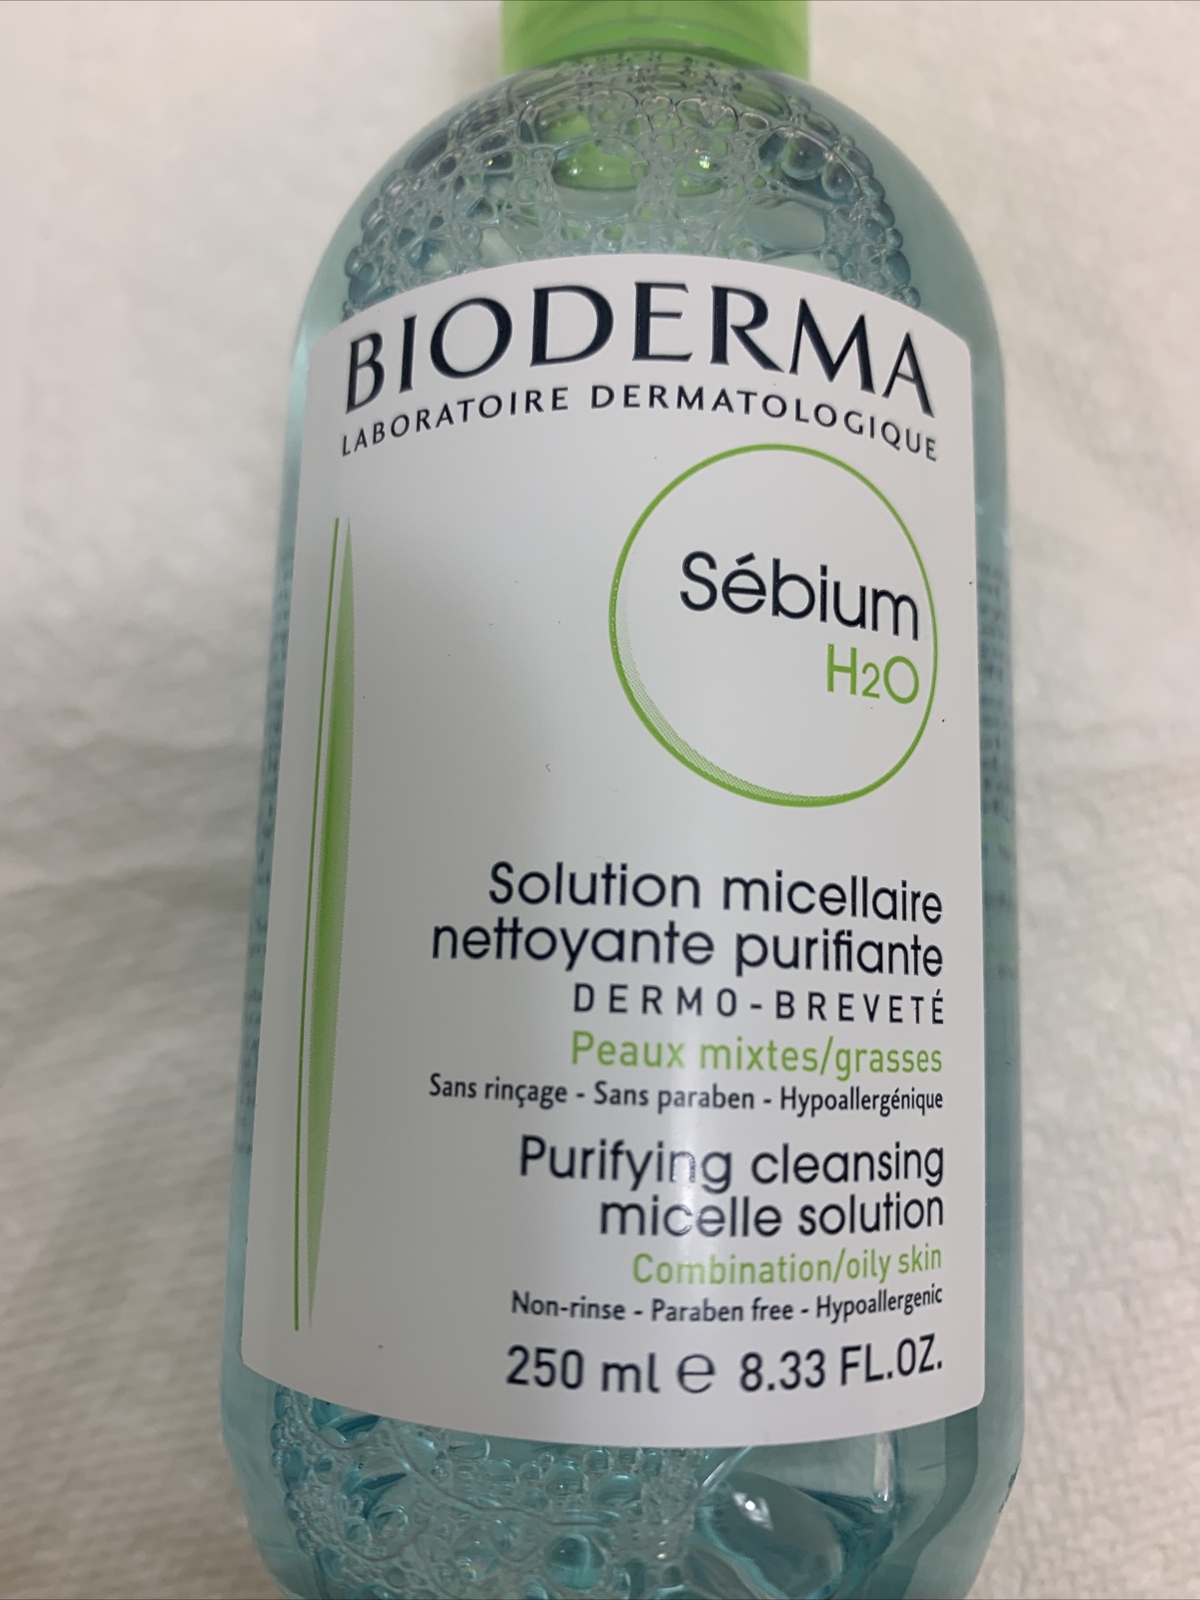 BIODERMA
LABORATOIRE DERMATOLOGIQUE
Sébium
H2O
Solution micellaire
nettoyante purifiante
DERMO-BREVETÉ
Peaux mixtes/grasses
Sans rinçage - Sans paraben - Hypoallergénique
Purifying cleansing
micelle solution
Combination/oily skin
Non-rinse - Paraben free - Hypoallergenic
250 ml e 8.33 FL.OZ.